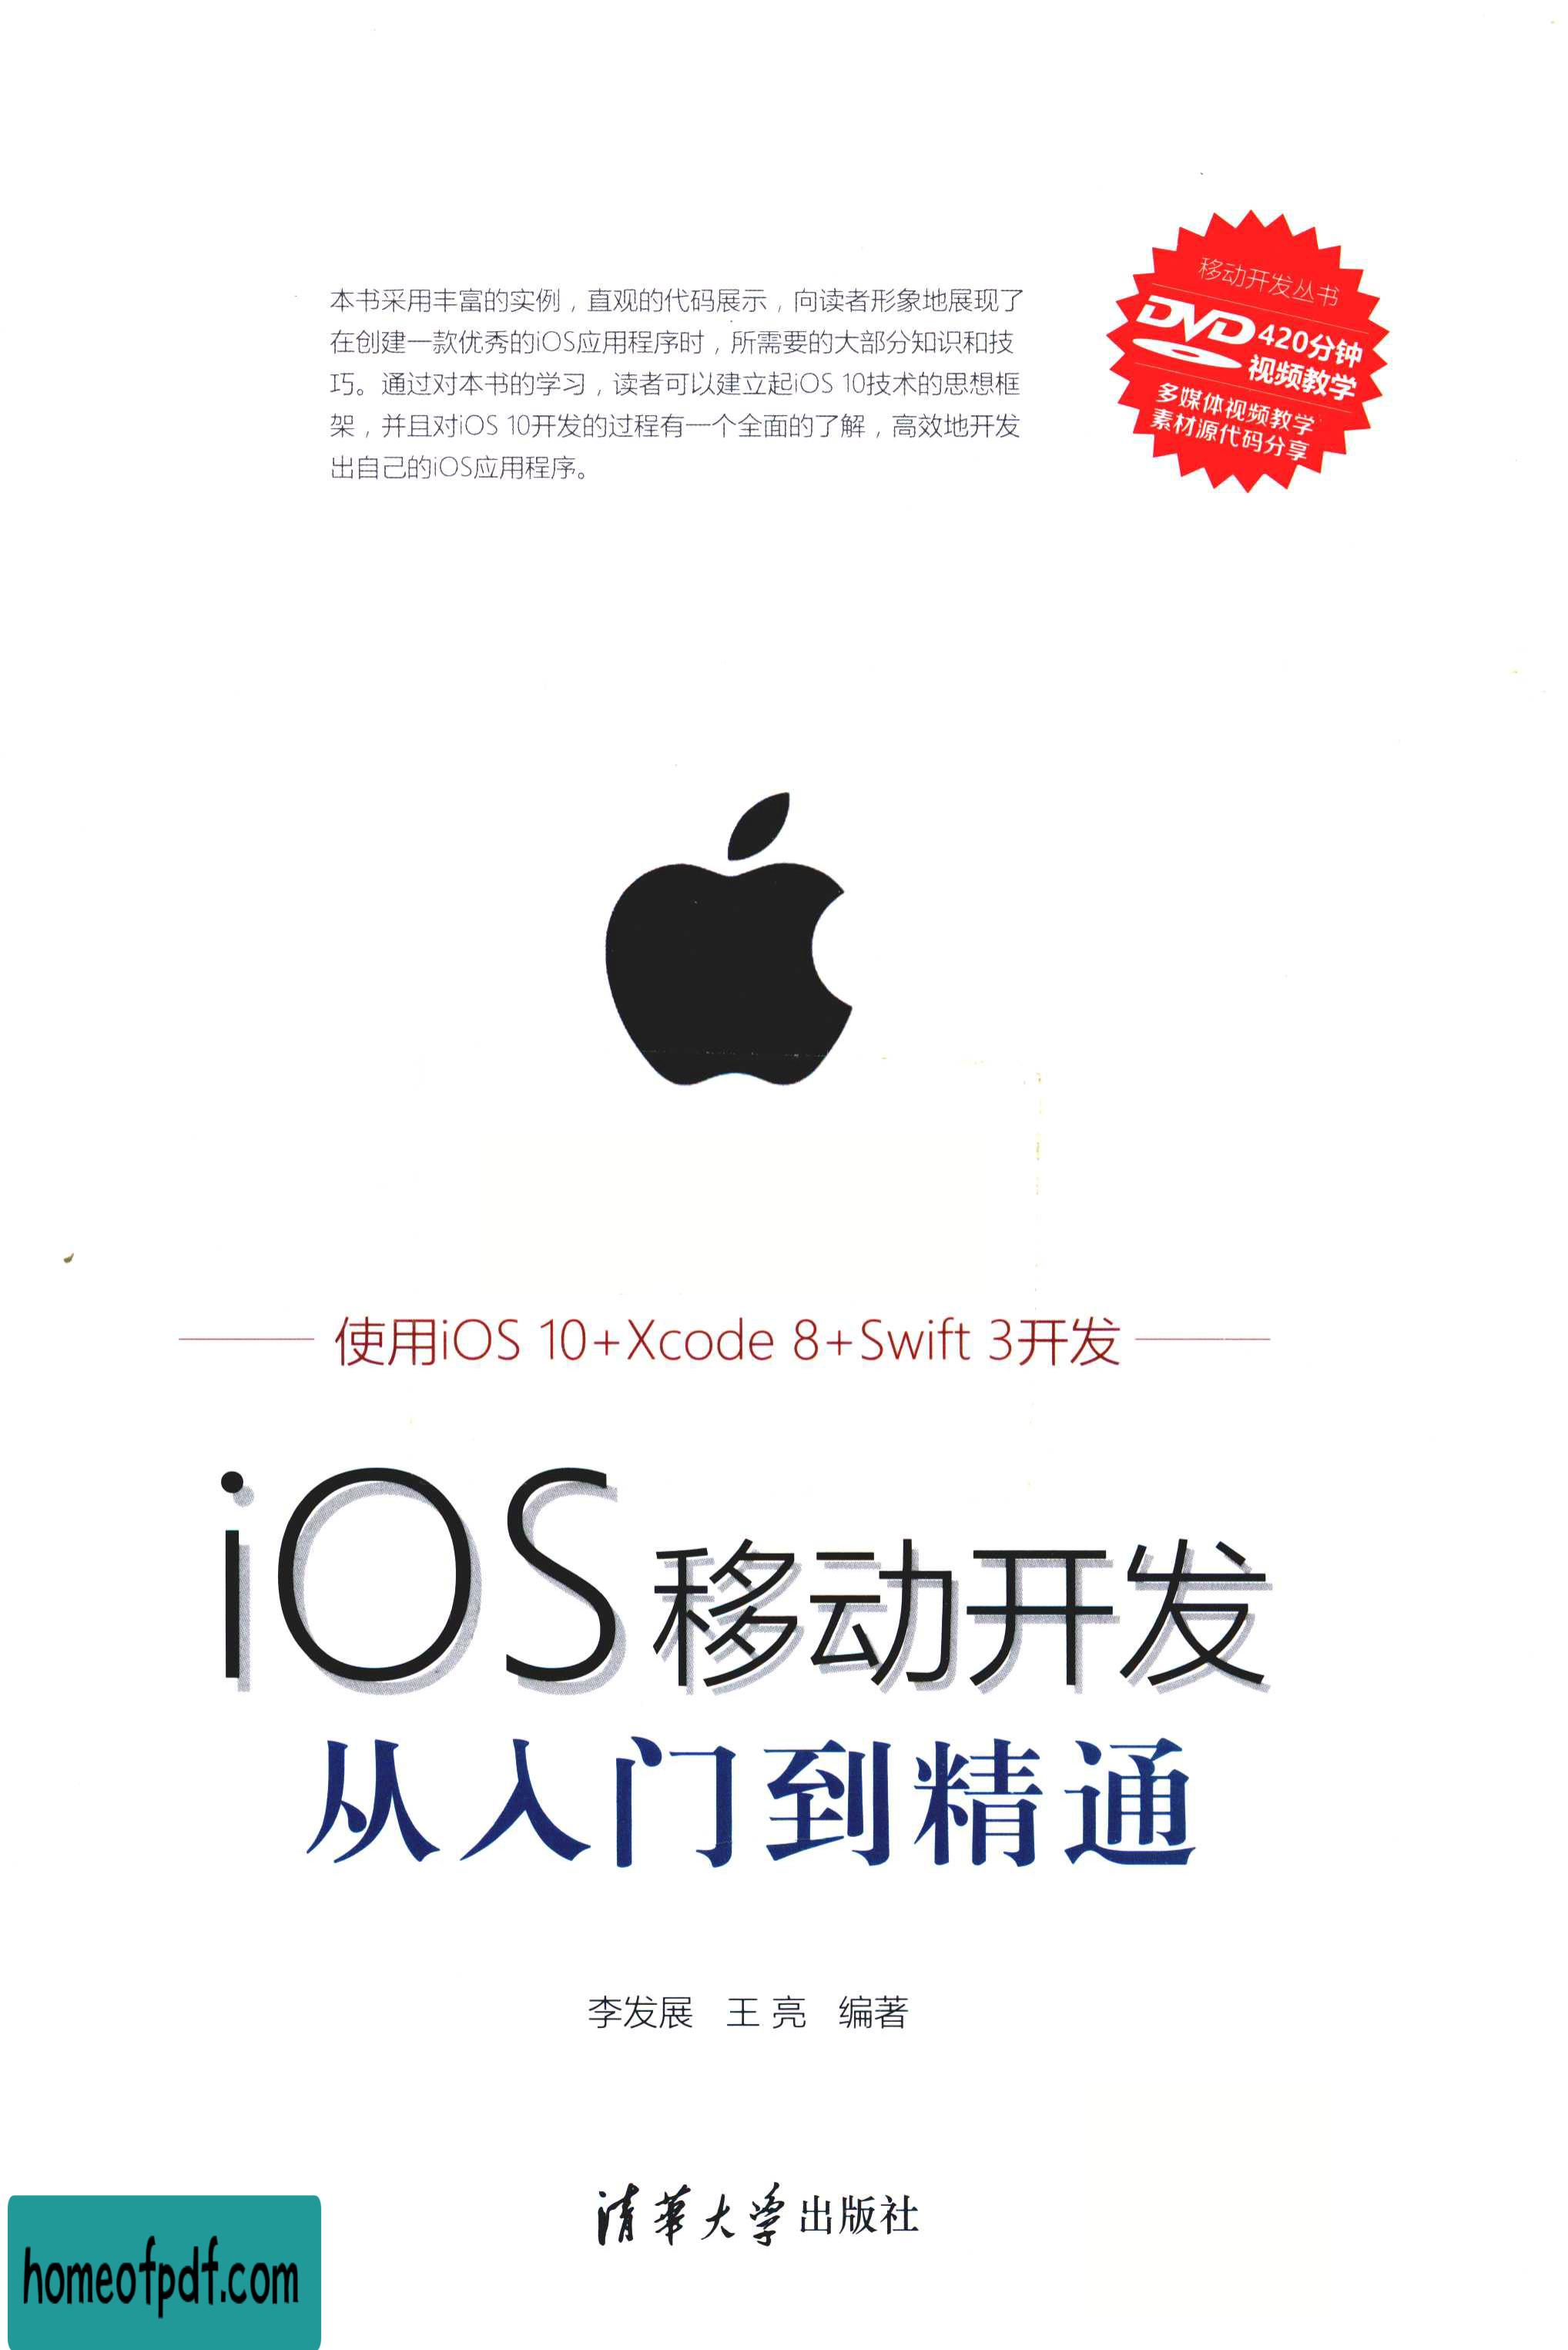 本书采用丰富的实例，直观的代码展示，向读者形象地展现了
在创建一款优秀的iOS应用程序时，所需要的大部分知识和技
巧。通过对本书的学习，读者可以建立起iOS 10技术的思想框
架，并且对iOS 10开发的过程有一个全面的了解，高效地开发
出自己的iOS应用程序。
移动开发丛书
DVD 420分钟
视频教学
多媒体视频教学
素材源代码分享
使用iOS 10+Xcode 8+Swift 3开发
iOS移动开发
从入门到精通
李发展 王亮 编著
清華大学出版社
homeofpdf.com